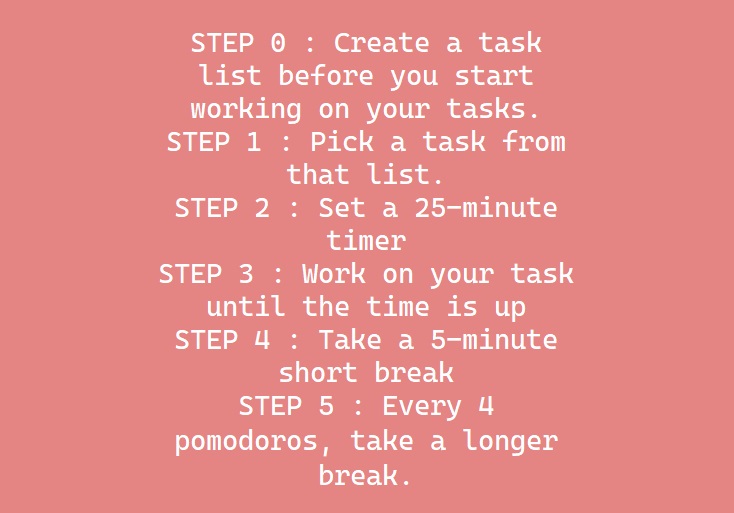 STEP 0 : Create a task
list before you start
working on your tasks.
STEP 1 : Pick a task from
that list.
STEP 2 : Set a 25-minute
timer
STEP 3 : Work on your task
until the time is up
STEP 4 : Take a 5-minute
short break
STEP 5 : Every 4
pomodoros, take a longer
break.